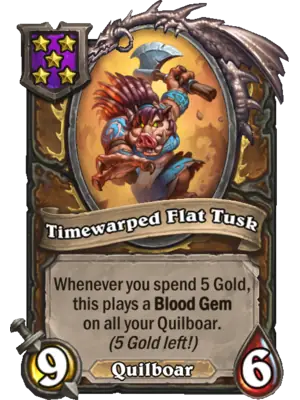 Timewarped Flat Tusk
Whenever you spend 5 Gold,
this plays a Blood Gem
on all your Quilboar.
(5 Gold left!)
9
Quilboar
6